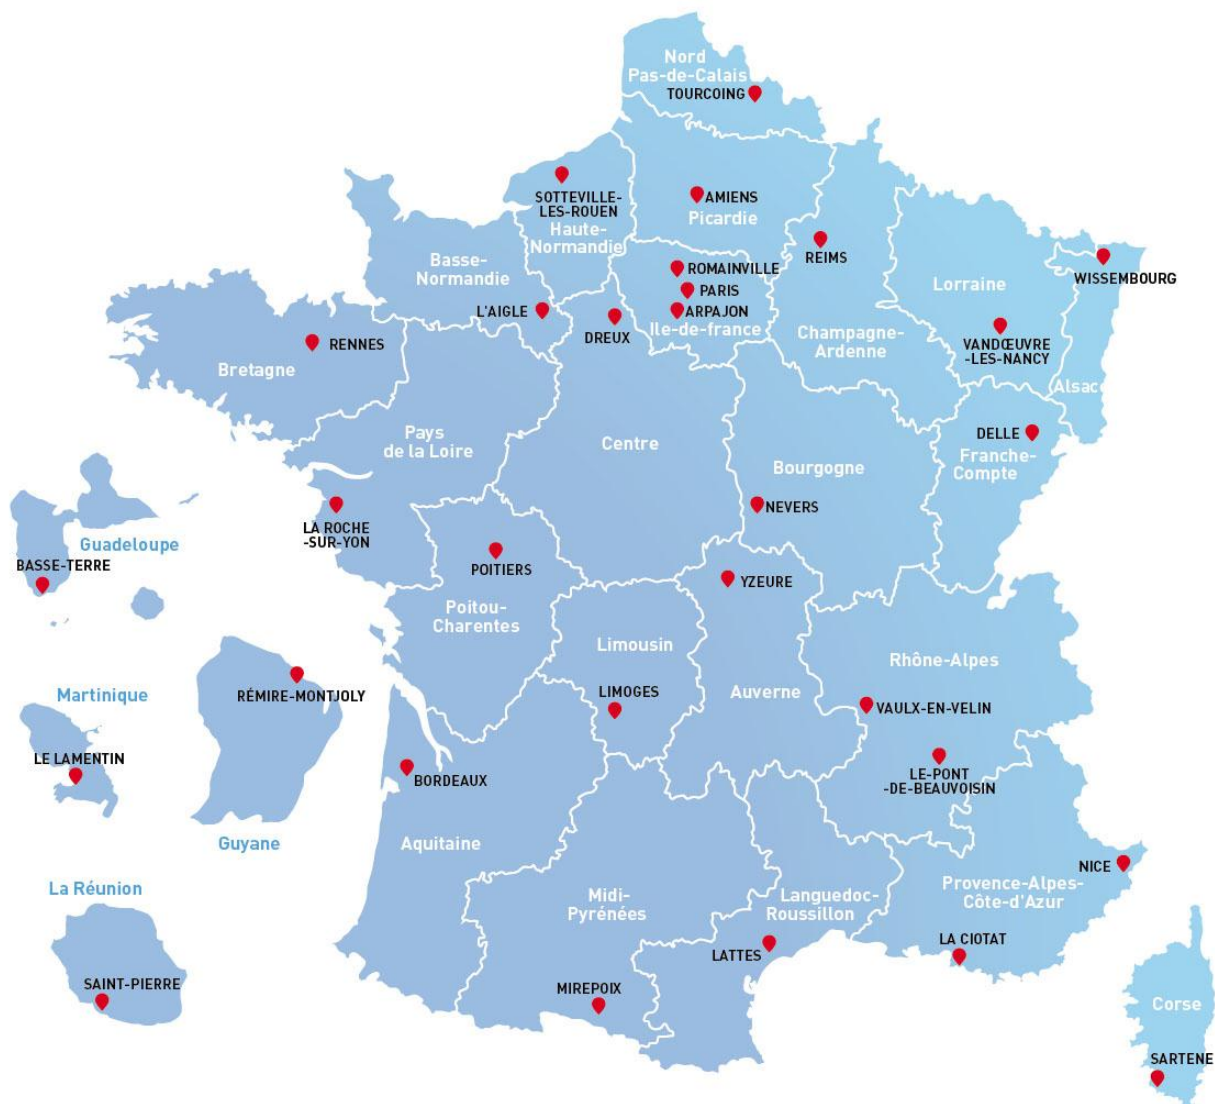 Nord
Pas-de-Calais
TOURCOING
SOTTEVILLE-
LES-ROUEN
Haute-
Normandie
AMIENS
Picardie
REIMS
ROMAINVILLE
PARIS
ARPAJON
Ile-de-france
Basse-
Normandie
L'AIGLE
DREUX
Lorraine
WISSEMBOURG
VANDŒUVRE
-LES-NANCY
Alsace
Champagne-
Ardenne
RENNES
Bretagne
Pays
de la Loire
Centre
Bourgogne
DELLE
Franche-
Compte
NEVERS
LA ROCHE
-SUR-YON
POITIERS
Poitou-
Charentes
YZEURE
Limousin
LIMOGES
Auverne
Rhône-Alpes
VAULX-EN-VELIN
LE-PONT
-DE-BEAUVOISIN
BORDEAUX
Aquitaine
Midi-
Pyrénées
MIREPOIX
Languedoc-
Roussillon
LATTES
NICE
Provence-Alpes-
Côte-d'Azur
LA CIOTAT
Corse
SARTENE
Guadeloupe
BASSE-TERRE
Martinique
LE LAMENTIN
RÉMIRE-MONTJOLY
Guyane
La Réunion
SAINT-PIERRE